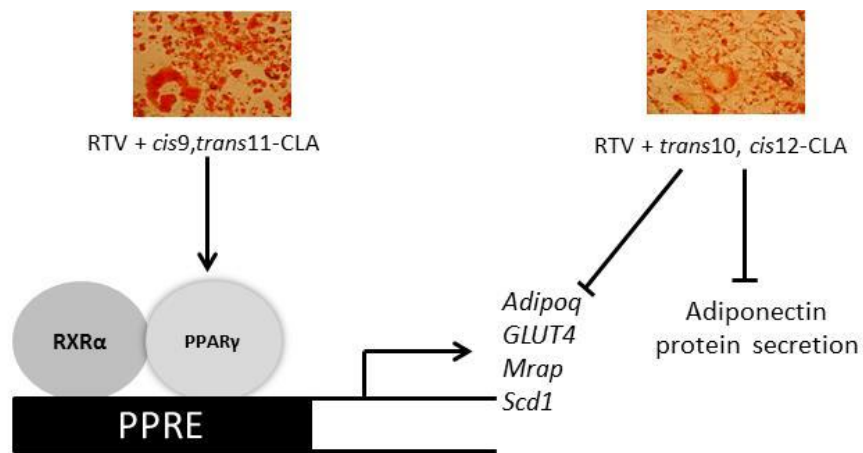 RTV + cis9,trans11-CLA
RTV + trans10, cis12-CLA
RXRα
PPARγ
PPRE
Adipoq
GLUT4
Mrap
Scd1
Adiponectin
protein secretion